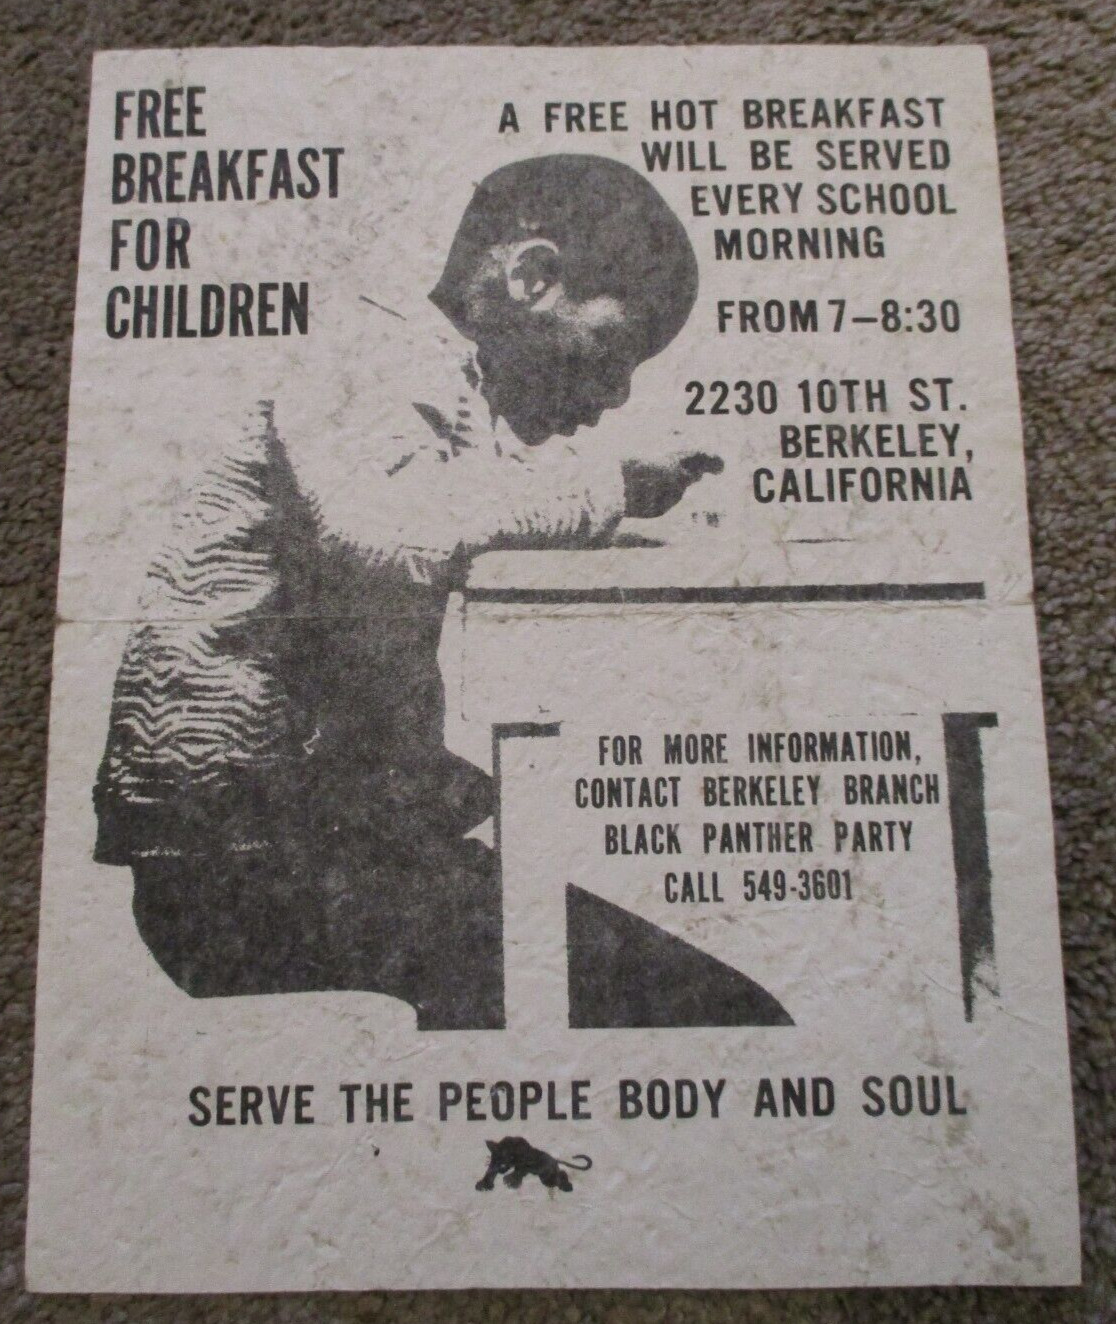 FREE
BREAKFAST
FOR
CHILDREN
A FREE HOT BREAKFAST
WILL BE SERVED
EVERY SCHOOL
MORNING
FROM 7–8:30
2230 10TH ST.
BERKELEY,
CALIFORNIA
FOR MORE INFORMATION,
CONTACT BERKELEY BRANCH
BLACK PANTHER PARTY
CALL 549-3601
SERVE THE PEOPLE BODY AND SOUL